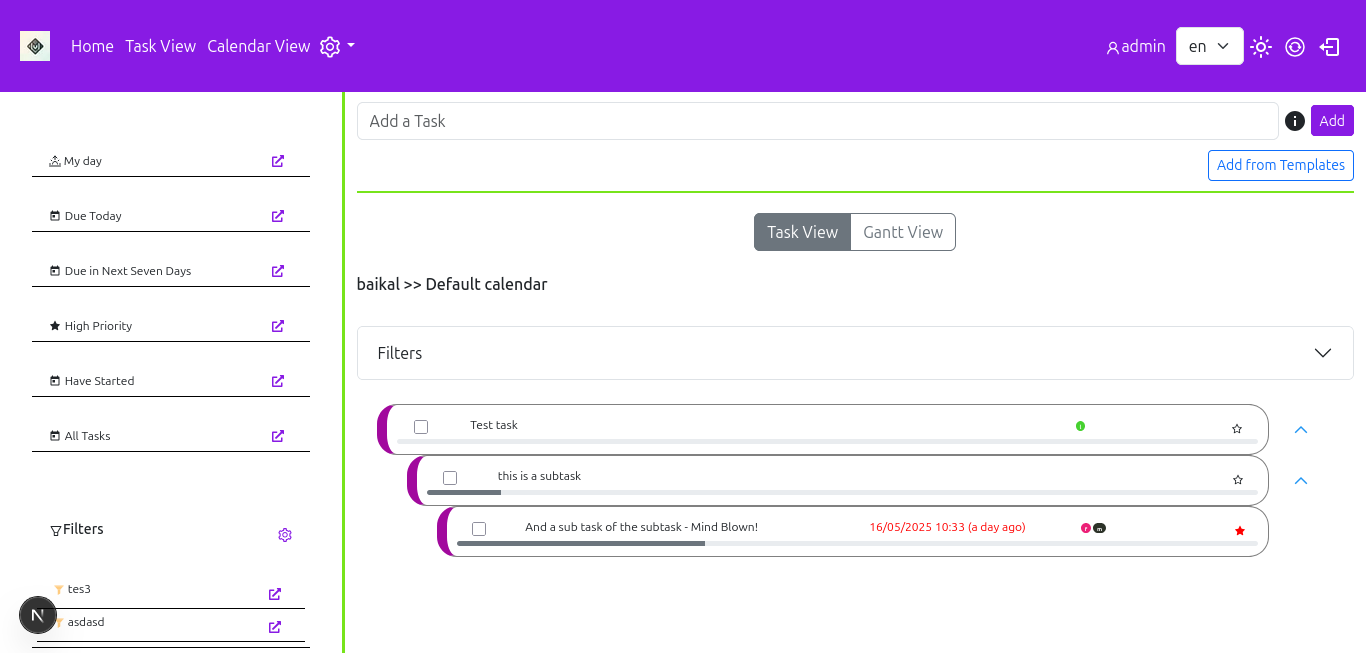 Home Task View Calendar View
admin
en
My day
Due Today
Due in Next Seven Days
High Priority
Have Started
All Tasks
Filters
tes3
asdasd
N
Add a Task
i
Add
Add from Templates
Task View Gantt View
baikal >> Default calendar
Filters
Test task
this is a subtask
And a sub task of the subtask - Mind Blown! 16/05/2025 10:33 (a day ago) r m